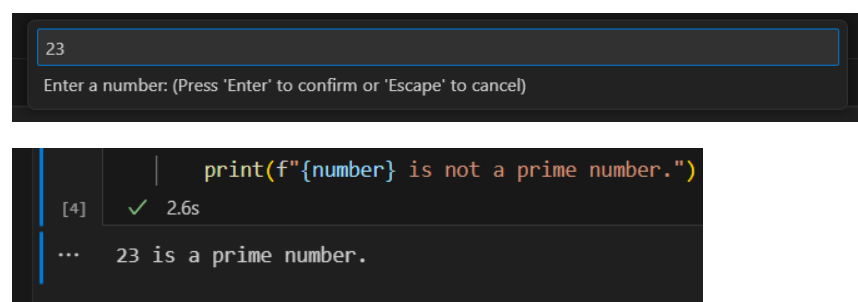 23
Enter a number: (Press 'Enter' to confirm or 'Escape' to cancel)
print(f"{number} is not a prime number.")
[4] ✓ 2.6s
··· 23 is a prime number.